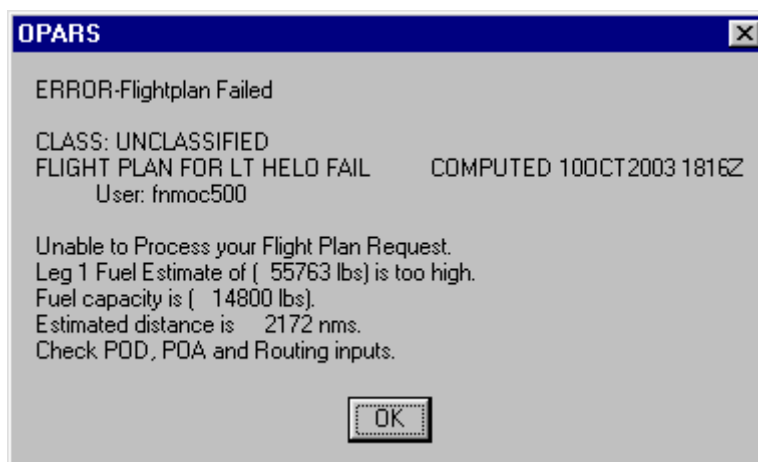 OPARS
ERROR-Flightplan Failed
CLASS: UNCLASSIFIED
FLIGHT PLAN FOR LT HELO FAIL COMPUTED 10OCT2003 1816Z
User: fnmoc500
Unable to Process your Flight Plan Request.
Leg 1 Fuel Estimate of ( 55763 lbs) is too high.
Fuel capacity is ( 14800 lbs).
Estimated distance is 2172 nms.
Check POD, POA and Routing inputs.
OK